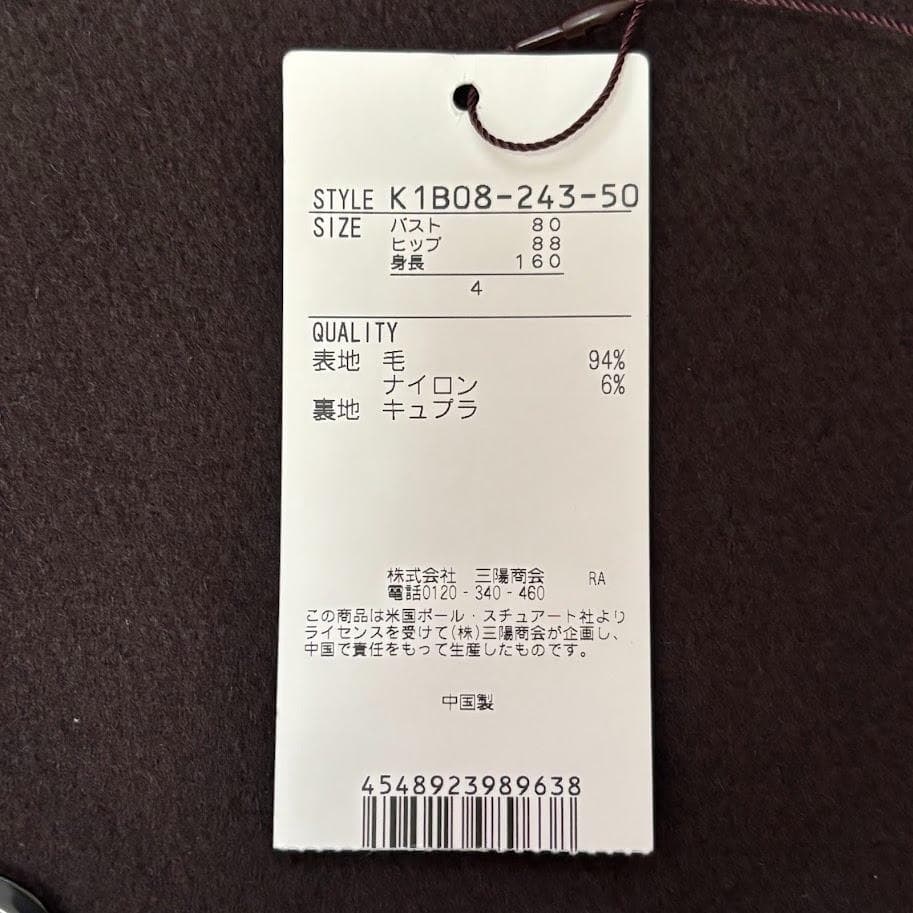 STYLE K1B08-243-50
SIZE バスト 80
ヒップ 88
身長 160
4
QUALITY
表地 毛 94%
ナイロン 6%
裏地 キュプラ
株式会社 三陽商会 RA
電話0120-340-460
この商品は米国ポール・スチュアート社より
ライセンスを受けて(株)三陽商会が企画し、
中国で責任をもって生産したものです。
中国製
4548923989638